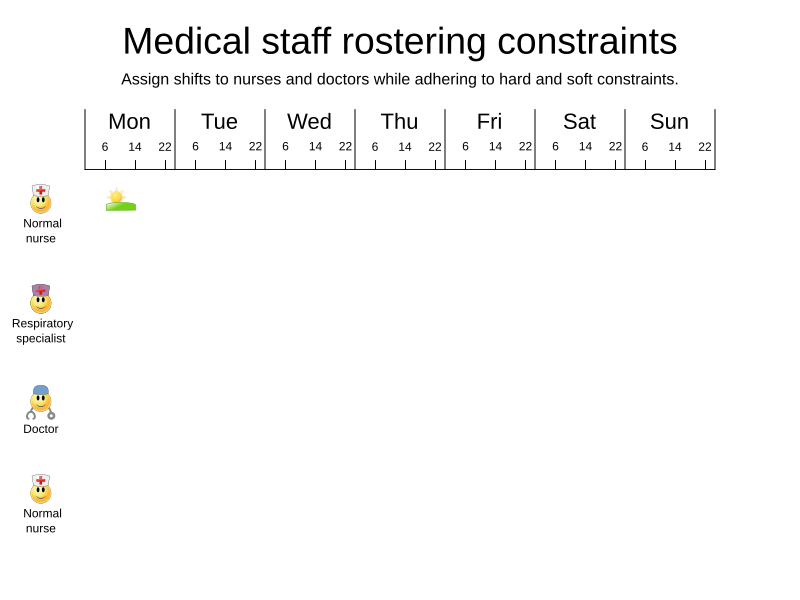 Medical staff rostering constraints
Assign shifts to nurses and doctors while adhering to hard and soft constraints.
Mon Tue Wed Thu Fri Sat Sun
6 14 22 6 14 22 6 14 22 6 14 22 6 14 22 6 14 22 6 14 22
Normal
nurse
Respiratory
specialist
Doctor
Normal
nurse